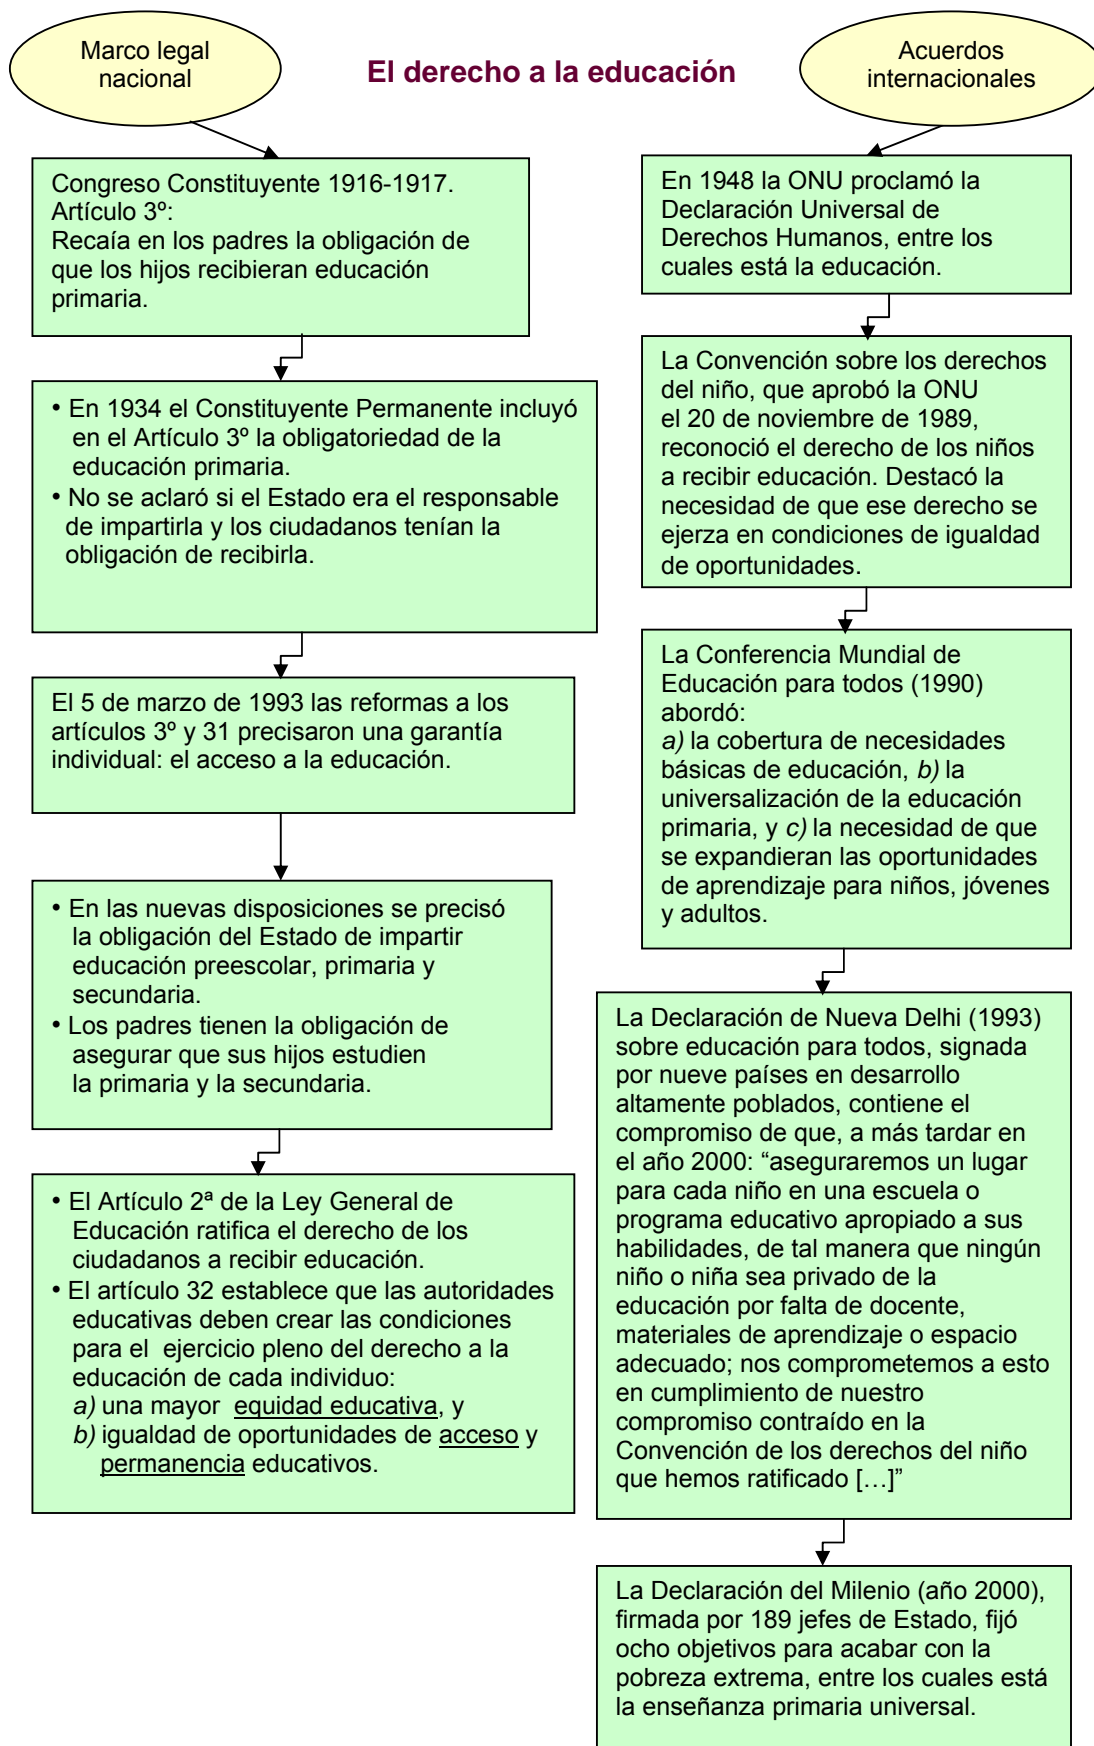 Marco legal
nacional
El derecho a la educación
Acuerdos
internacionales
Congreso Constituyente 1916-1917.
Artículo 3º:
Recaía en los padres la obligación de
que los hijos recibieran educación
primaria.
• En 1934 el Constituyente Permanente incluyó
en el Artículo 3º la obligatoriedad de la
educación primaria.
• No se aclaró si el Estado era el responsable
de impartirla y los ciudadanos tenían la
obligación de recibirla.
El 5 de marzo de 1993 las reformas a los
artículos 3º y 31 precisaron una garantía
individual: el acceso a la educación.
• En las nuevas disposiciones se precisó
la obligación del Estado de impartir
educación preescolar, primaria y
secundaria.
• Los padres tienen la obligación de
asegurar que sus hijos estudien
la primaria y la secundaria.
• El Artículo 2ª de la Ley General de
Educación ratifica el derecho de los
ciudadanos a recibir educación.
• El artículo 32 establece que las autoridades
educativas deben crear las condiciones
para el ejercicio pleno del derecho a la
educación de cada individuo:
a) una mayor equidad educativa, y
b) igualdad de oportunidades de acceso y
permanencia educativos.
En 1948 la ONU proclamó la
Declaración Universal de
Derechos Humanos, entre los
cuales está la educación.
La Convención sobre los derechos
del niño, que aprobó la ONU
el 20 de noviembre de 1989,
reconoció el derecho de los niños
a recibir educación. Destacó la
necesidad de que ese derecho se
ejerza en condiciones de igualdad
de oportunidades.
La Conferencia Mundial de
Educación para todos (1990)
abordó:
a) la cobertura de necesidades
básicas de educación, b) la
universalización de la educación
primaria, y c) la necesidad de que
se expandieran las oportunidades
de aprendizaje para niños, jóvenes
y adultos.
La Declaración de Nueva Delhi (1993)
sobre educación para todos, signada
por nueve países en desarrollo
altamente poblados, contiene el
compromiso de que, a más tardar en
el año 2000: “aseguraremos un lugar
para cada niño en una escuela o
programa educativo apropiado a sus
habilidades, de tal manera que ningún
niño o niña sea privado de la
educación por falta de docente,
materiales de aprendizaje o espacio
adecuado; nos comprometemos a esto
en cumplimiento de nuestro
compromiso contraído en la
Convención de los derechos del niño
que hemos ratificado […]”
La Declaración del Milenio (año 2000),
firmada por 189 jefes de Estado, fijó
ocho objetivos para acabar con la
pobreza extrema, entre los cuales está
la enseñanza primaria universal.